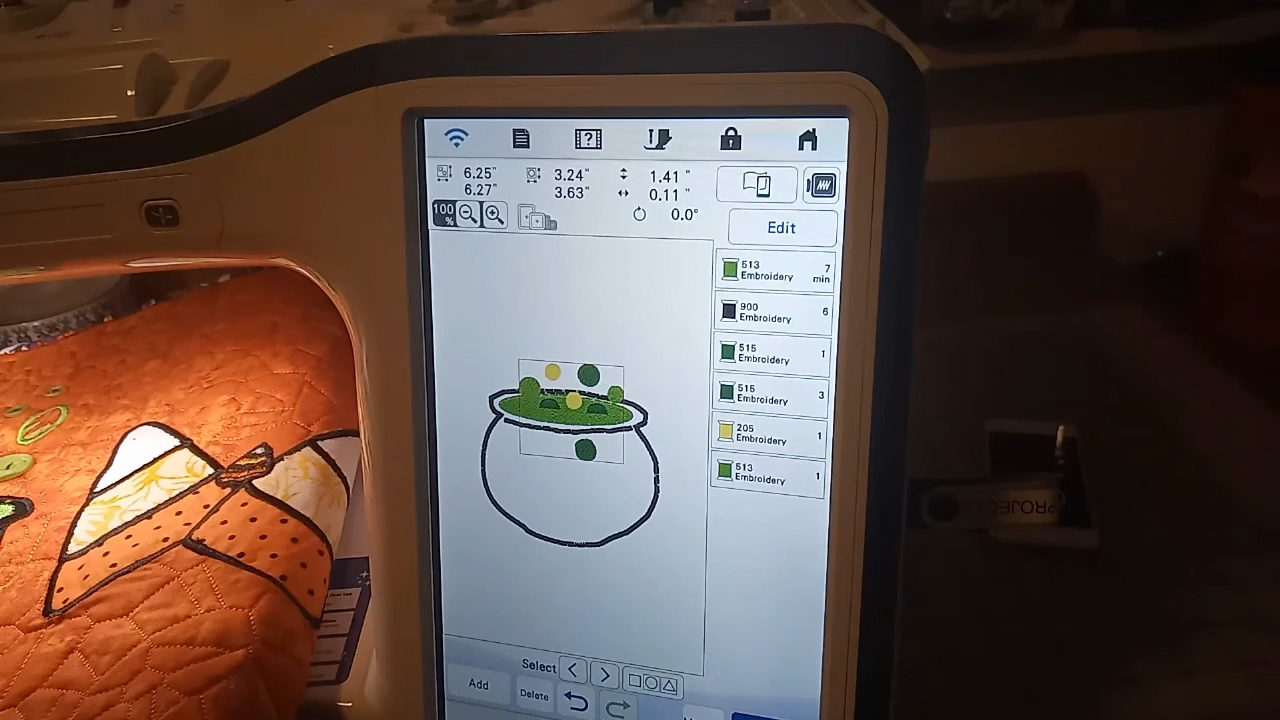 6.25"
6.27"
3.24"
3.63"
1.41 "
0.11 "
0.0°
100
%
Edit
513
Embroidery
7
min
900
Embroidery
6
515
Embroidery
1
515
Embroidery
3
205
Embroidery
1
513
Embroidery
1
Select
Add
Delete